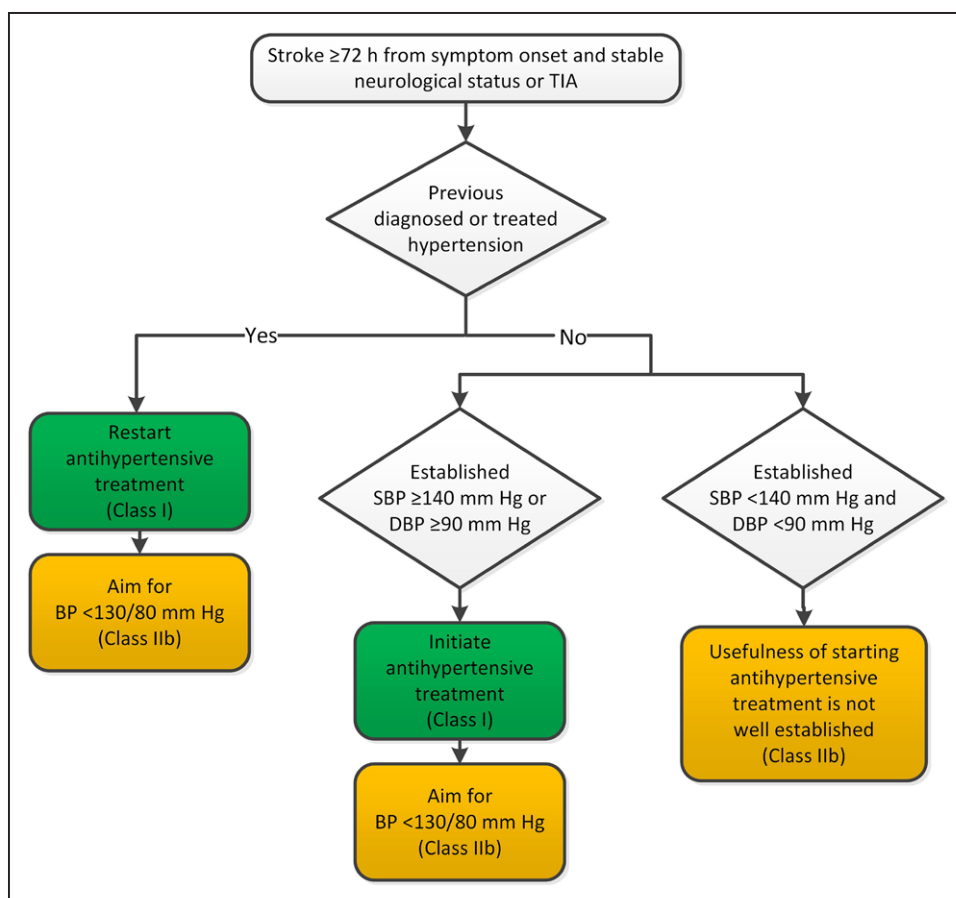 Stroke ≥72 h from symptom onset and stable
neurological status or TIA
Previous
diagnosed or treated
hypertension
Yes
No
Restart
antihypertensive
treatment
(Class I)
Established
SBP ≥140 mm Hg or
DBP ≥90 mm Hg
Established
SBP <140 mm Hg and
DBP <90 mm Hg
Aim for
BP <130/80 mm Hg
(Class IIb)
Initiate
antihypertensive
treatment
(Class I)
Usefulness of starting
antihypertensive
treatment is not
well established
(Class IIb)
Aim for
BP <130/80 mm Hg
(Class IIb)